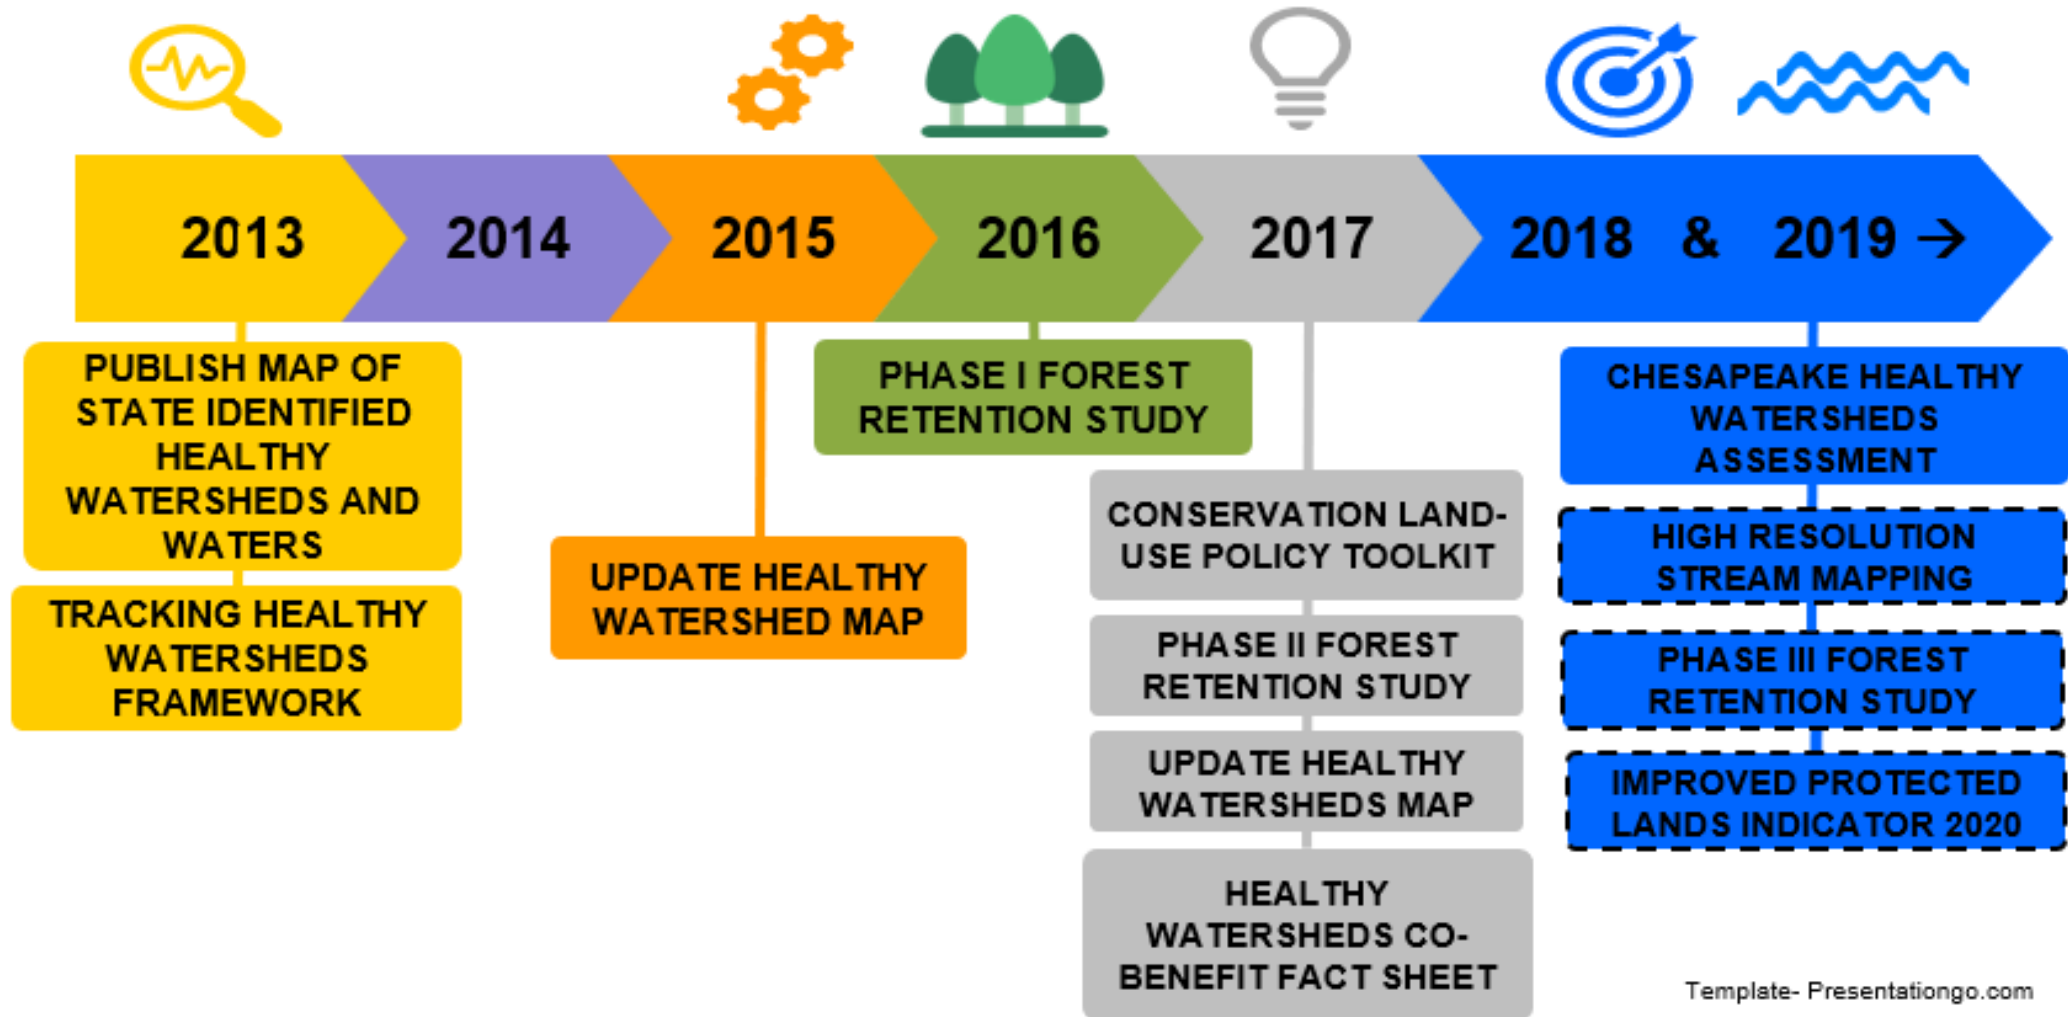 2013
2014
2015
2016
2017
2018 & 2019 →
PUBLISH MAP OF
STATE IDENTIFIED
HEALTHY
WATERSHEDS AND
WATERS
TRACKING HEALTHY
WATERSHEDS
FRAMEWORK
UPDATE HEALTHY
WATERSHED MAP
PHASE I FOREST
RETENTION STUDY
CONSERVATION LAND-
USE POLICY TOOLKIT
PHASE II FOREST
RETENTION STUDY
UPDATE HEALTHY
WATERSHEDS MAP
HEALTHY
WATERSHEDS CO-
BENEFIT FACT SHEET
CHESAPEAKE HEALTHY
WATERSHEDS
ASSESSMENT
HIGH RESOLUTION
STREAM MAPPING
PHASE III FOREST
RETENTION STUDY
IMPROVED PROTECTED
LANDS INDICATOR 2020
Template- Presentationgo.com